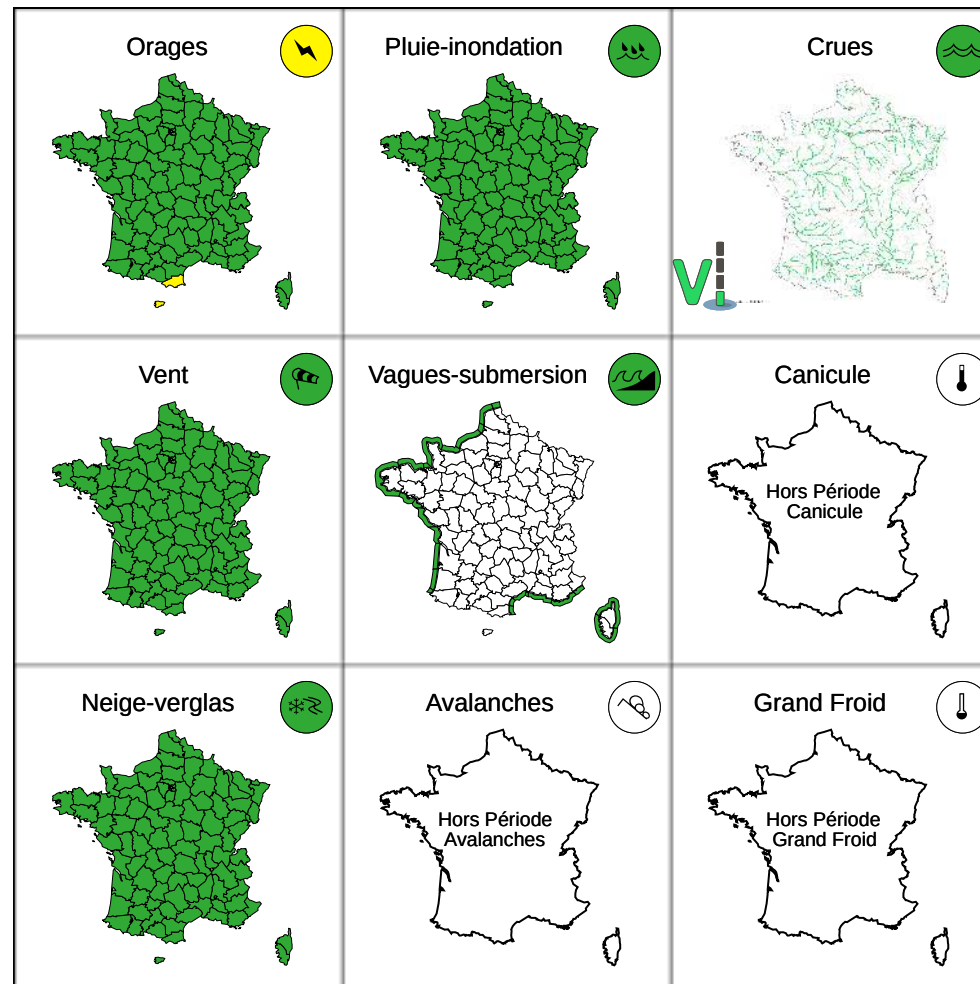 Orages
Pluie-inondation
Crues
Vi
Vent
Vagues-submersion
Canicule
Hors Période
Canicule
Neige-verglas
Avalanches
Grand Froid
Hors Période
Avalanches
Hors Période
Grand Froid